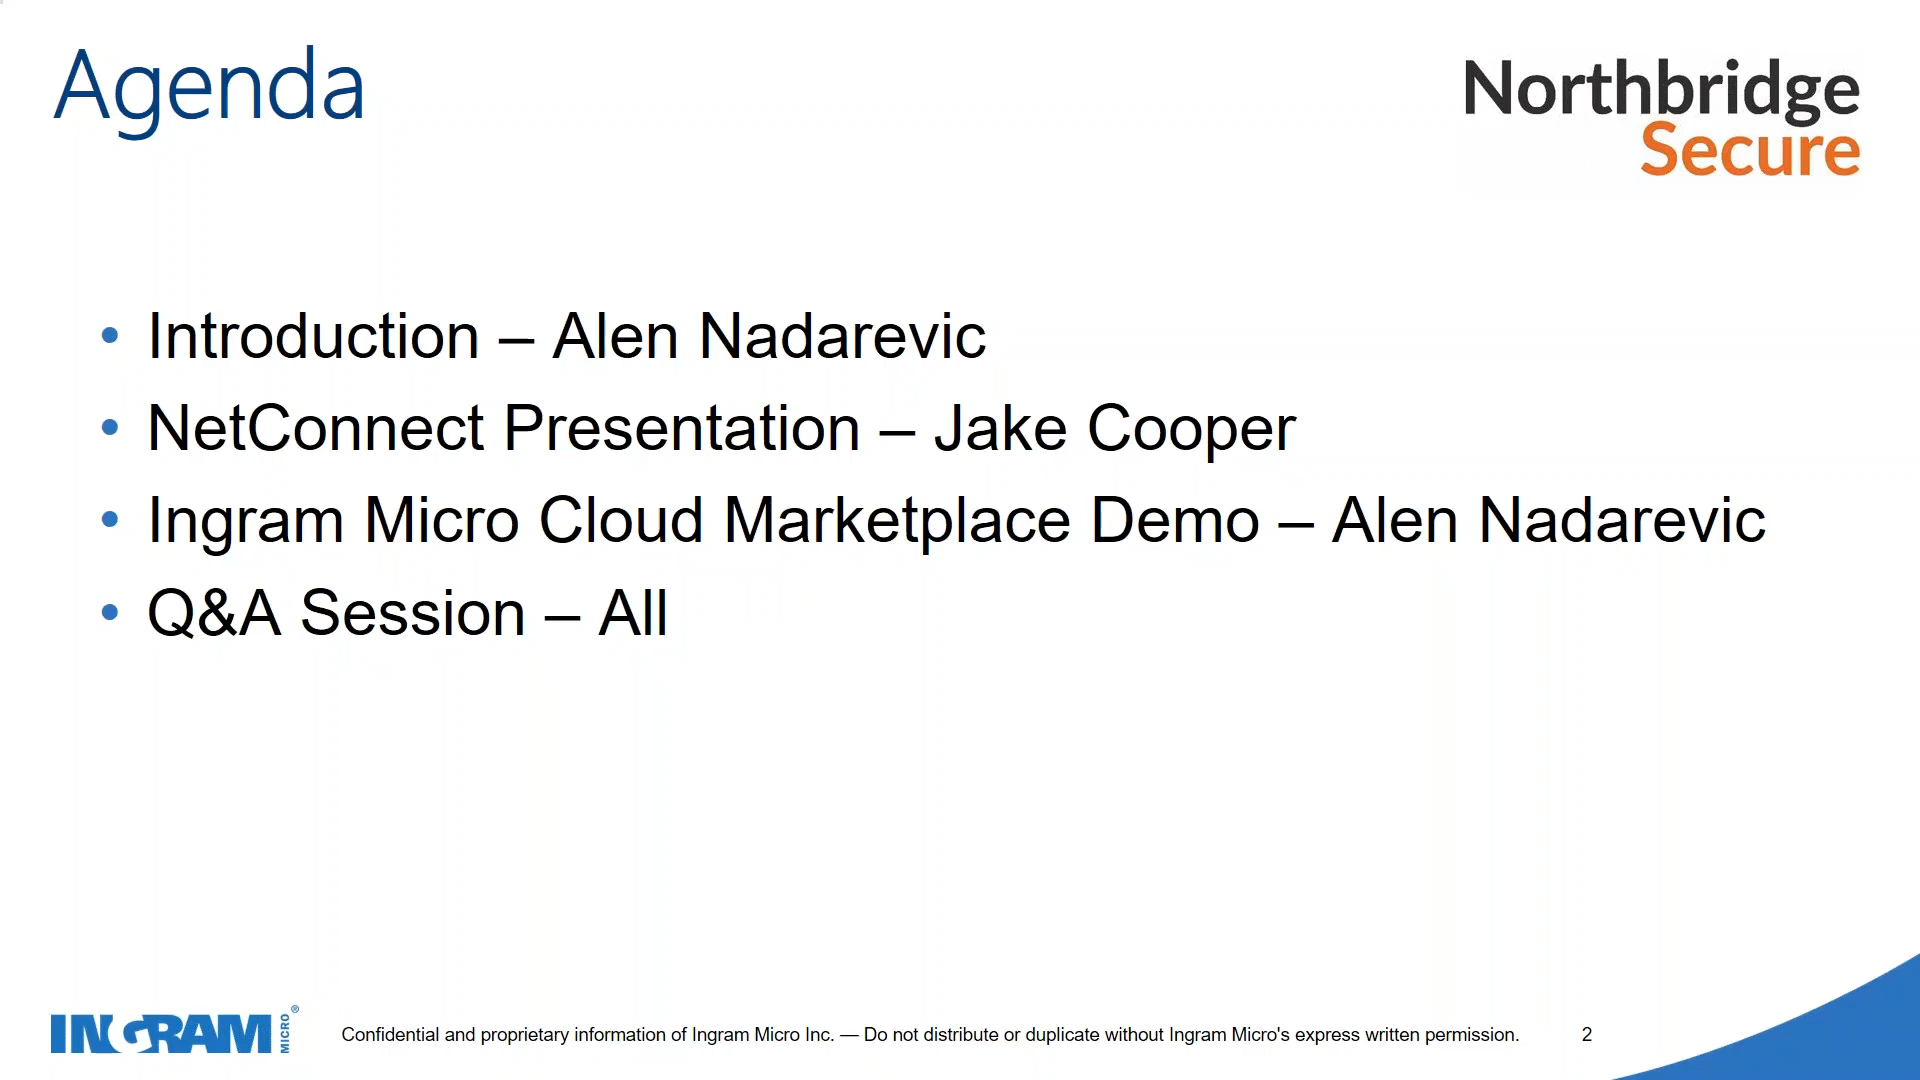 Agenda
Northbridge
Secure
• Introduction – Alen Nadarevic
• NetConnect Presentation – Jake Cooper
• Ingram Micro Cloud Marketplace Demo – Alen Nadarevic
• Q&A Session – All
INGRAM MICRO®
Confidential and proprietary information of Ingram Micro Inc. — Do not distribute or duplicate without Ingram Micro's express written permission.
2